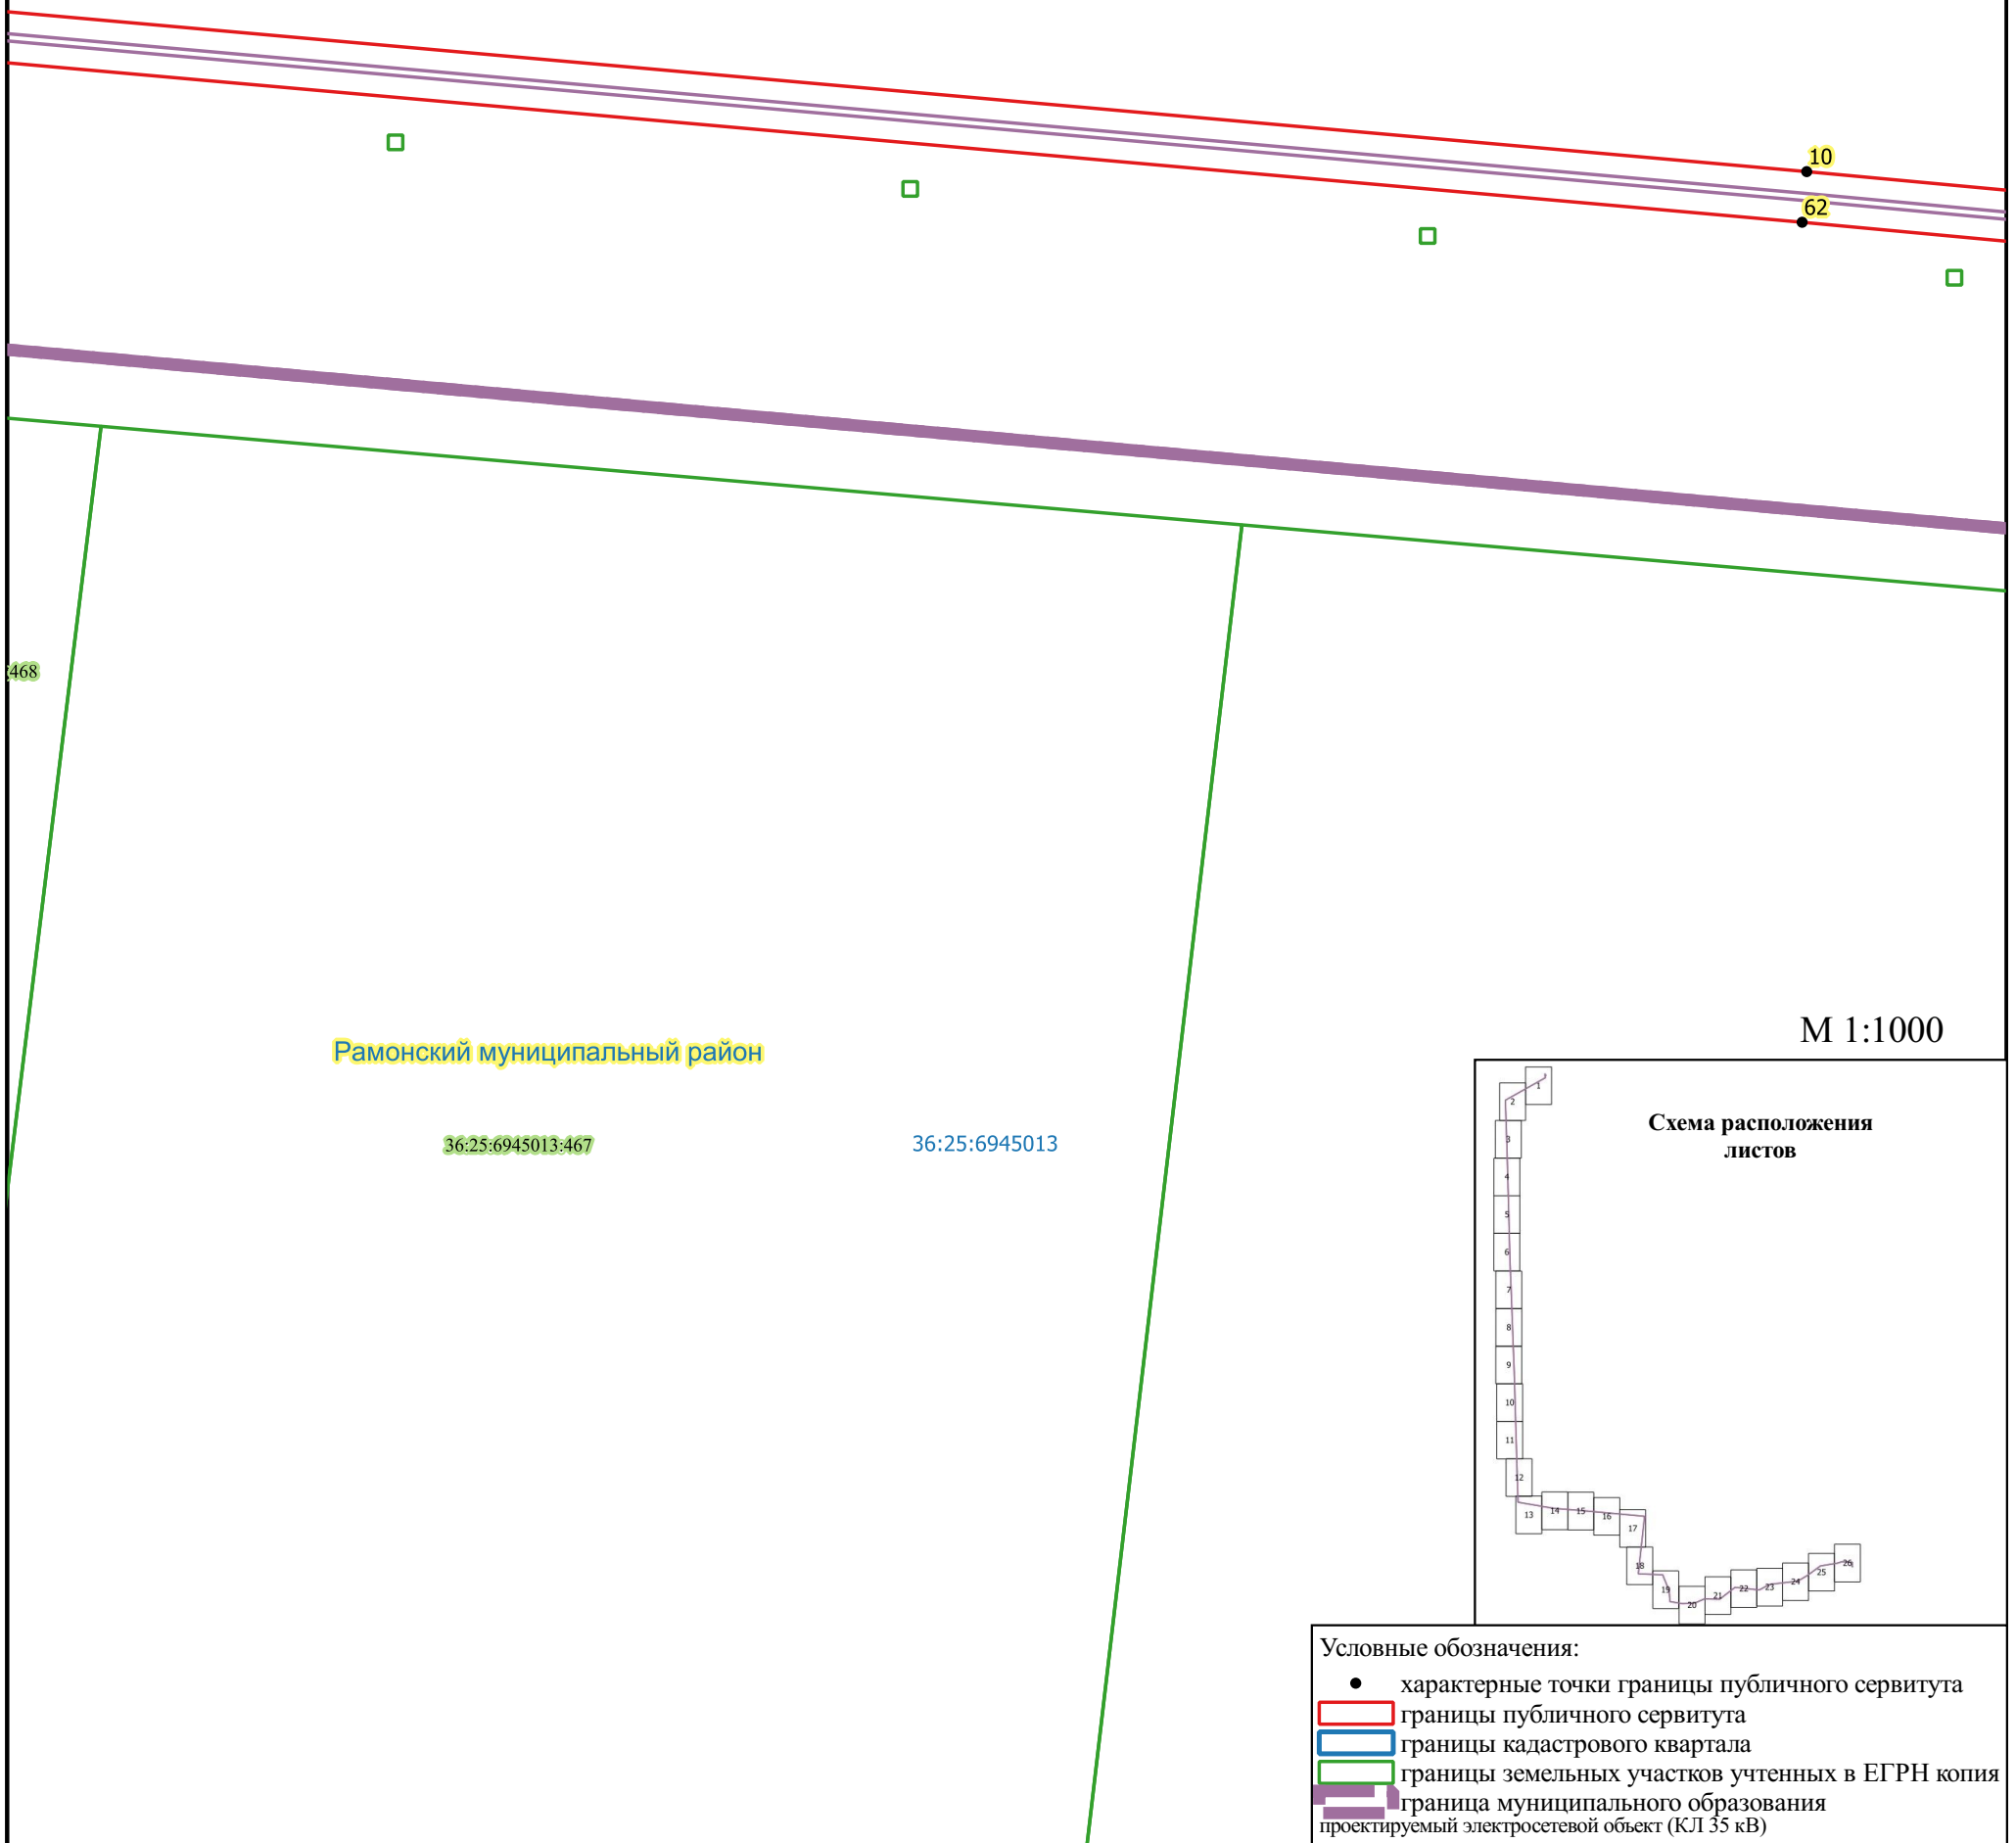 10
62
:468
Рамонский муниципальный район
36:25:6945013:467
36:25:6945013
М 1:1000
Схема расположения
листов
1
2
3
4
5
6
7
8
9
10
11
12
13
14
15
16
17
18
19
20
21
22
23
24
25
26
Условные обозначения:
характерные точки границы публичного сервитута
границы публичного сервитута
границы кадастрового квартала
границы земельных участков учтенных в ЕГРН копия
граница муниципального образования
проектируемый электросетевой объект (КЛ 35 кВ)